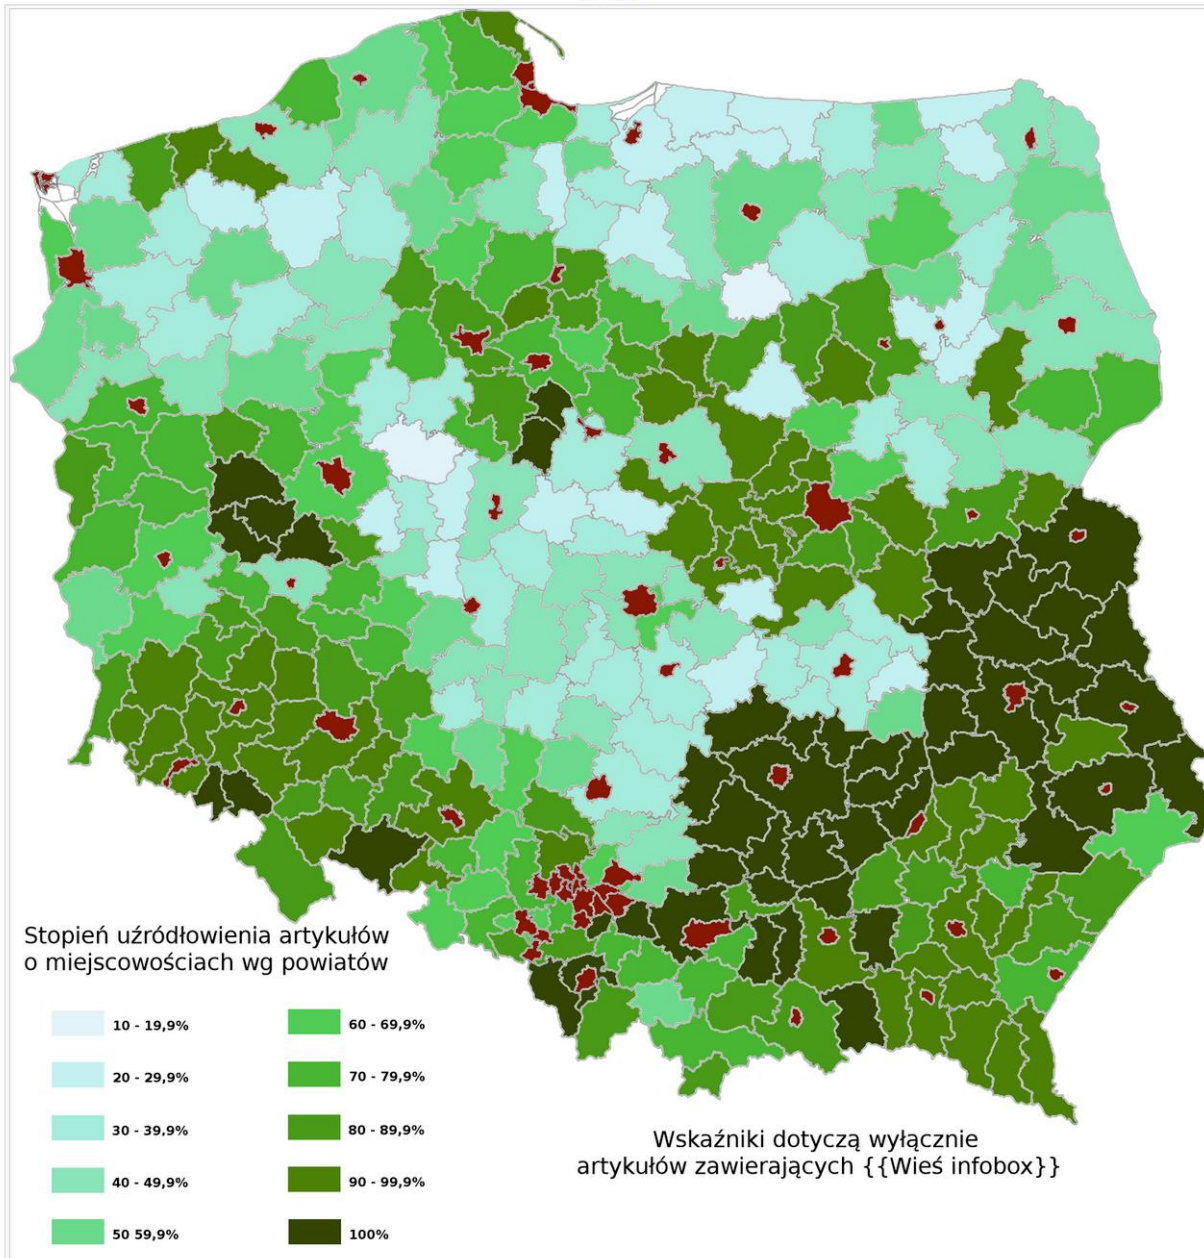 Stopień uźródłowienia artykułów
o miejscowościach wg powiatów
10 - 19,9%
20 - 29,9%
30 - 39,9%
40 - 49,9%
50 59,9%
60 - 69,9%
70 - 79,9%
80 - 89,9%
90 - 99,9%
100%
Wskaźniki dotyczą wyłącznie
artykułów zawierających {{Wieś infobox}}